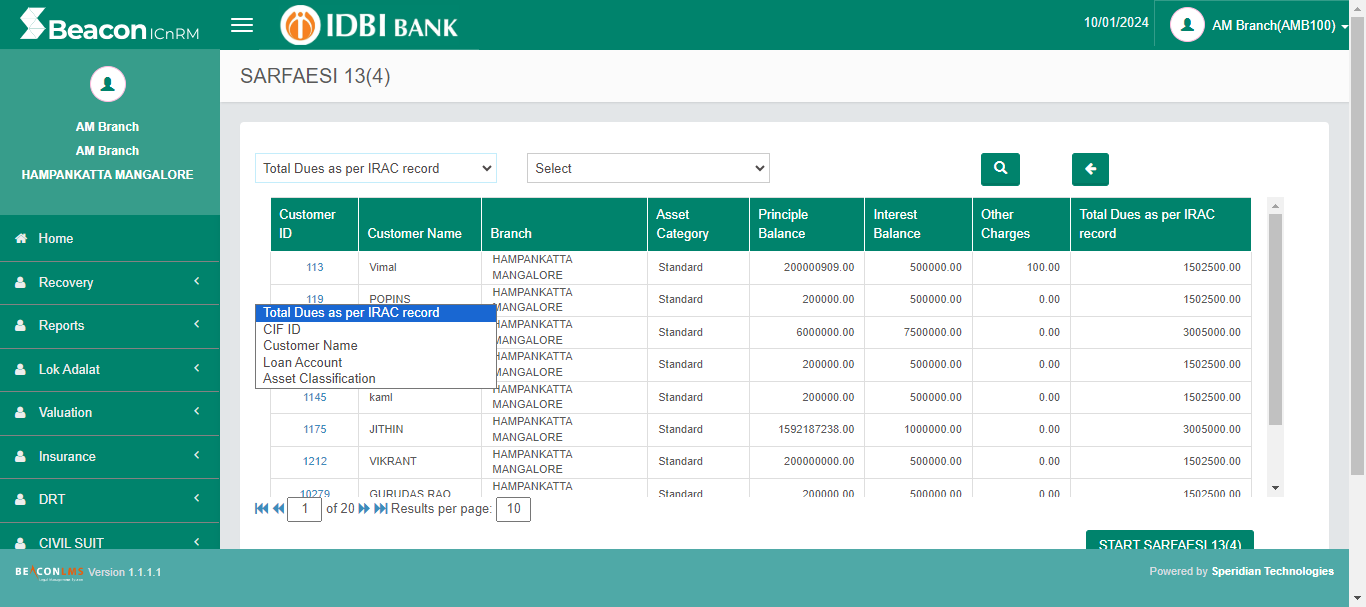 Beacon ICnRM
IDBI BANK
10/01/2024
AM Branch(AMB100)
AM Branch
AM Branch
HAMPANKATTA MANGALORE
Home
Recovery
Reports
Lok Adalat
Valuation
Insurance
DRT
CIVIL SUIT
SARFAESI 13(4)
Total Dues as per IRAC record
Select
Customer ID Customer Name Branch Asset Category Principle Balance Interest Balance Other Charges Total Dues as per IRAC record
113 Vimal HAMPANKATTA MANGALORE Standard 200000909.00 500000.00 100.00 1502500.00
119 POPINS HAMPANKATTA MANGALORE Standard 200000.00 500000.00 0.00 1502500.00
HAMPANKATTA MANGALORE Standard 6000000.00 7500000.00 0.00 3005000.00
HAMPANKATTA MANGALORE Standard 200000.00 500000.00 0.00 1502500.00
1145 kaml HAMPANKATTA MANGALORE Standard 200000.00 500000.00 0.00 1502500.00
1175 JITHIN HAMPANKATTA MANGALORE Standard 1592187238.00 1000000.00 0.00 3005000.00
1212 VIKRANT HAMPANKATTA MANGALORE Standard 200000000.00 500000.00 0.00 1502500.00
10279 GURUDAS RAO HAMPANKATTA Standard 200000.00 500000.00 0.00 1502500.00
Total Dues as per IRAC record
CIF ID
Customer Name
Loan Account
Asset Classification
1 of 20 Results per page: 10
START SARFAESI 13(4)
BEACON LMS Version 1.1.1.1
Powered by Speridian Technologies